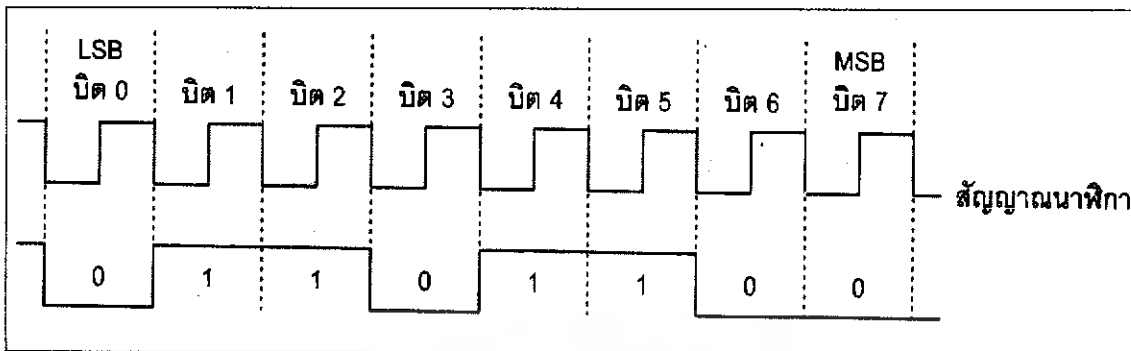 LSB
MSB
บิต 0 บิต 1 บิต 2 บิต 3 บิต 4 บิต 5 บิต 6 บิต 7
สัญญาณนาฬิกา
0 1 1 0 1 1 0 0